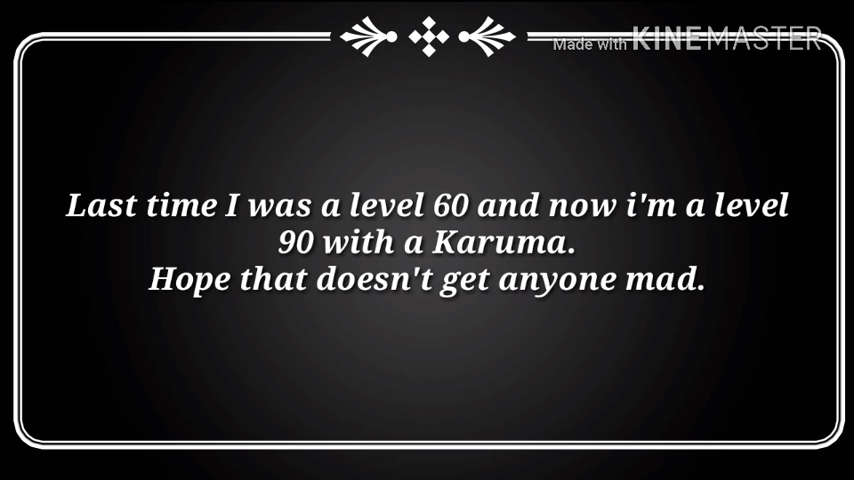 Made with KINEMASTER
Last time I was a level 60 and now i'm a level
90 with a Karuma.
Hope that doesn't get anyone mad.